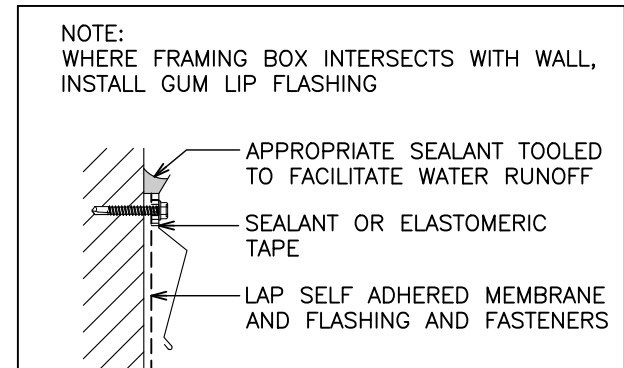 NOTE:
WHERE FRAMING BOX INTERSECTS WITH WALL,
INSTALL GUM LIP FLASHING
APPROPRIATE SEALANT TOOLED
TO FACILITATE WATER RUNOFF
SEALANT OR ELASTOMERIC
TAPE
LAP SELF ADHERED MEMBRANE
AND FLASHING AND FASTENERS